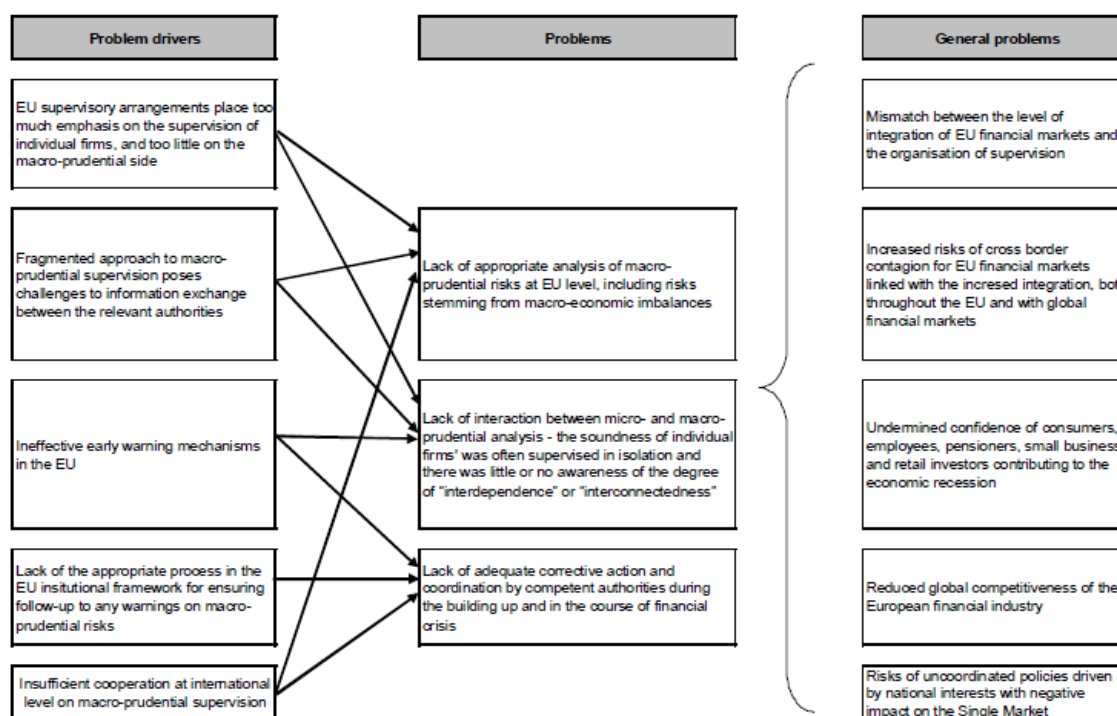 Problem drivers
Problems
General problems
EU supervisory arrangements place too
much emphasis on the supervision of
individual firms, and too little on the
macro-prudential side
Fragmented approach to macro-
prudential supervision poses
challenges to information exchange
between the relevant authorities
Ineffective early warning mechanisms
in the EU
Lack of the appropriate process in the
EU insitutional framework for ensuring
follow-up to any warnings on macro-
prudential risks
Insufficient cooperation at international
level on macro-prudential supervision
Lack of appropriate analysis of macro-
prudential risks at EU level, including risks
stemming from macro-economic imbalances
Lack of interaction between micro- and macro-
prudential analysis - the soundness of individual
firms' was often supervised in isolation and
there was little or no awareness of the degree
of "interdependence" or "interconnectedness"
Lack of adequate corrective action and
coordination by competent authorities during
the building up and in the course of financial
crisis
Mismatch between the level of
integration of EU financial markets and
the organisation of supervision
Increased risks of cross border
contagion for EU financial markets
linked with the incresed integration, bot
throughout the EU and with global
financial markets
Undermined confidence of consumers,
employees, pensioners, small business
and retail investors contributing to the
economic recession
Reduced global competitiveness of the
European financial industry
Risks of uncoordinated policies driven
by national interests with negative
impact on the Single Market